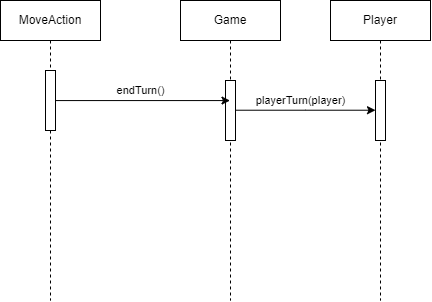 MoveAction
Game
Player
endTurn()
playerTurn(player)